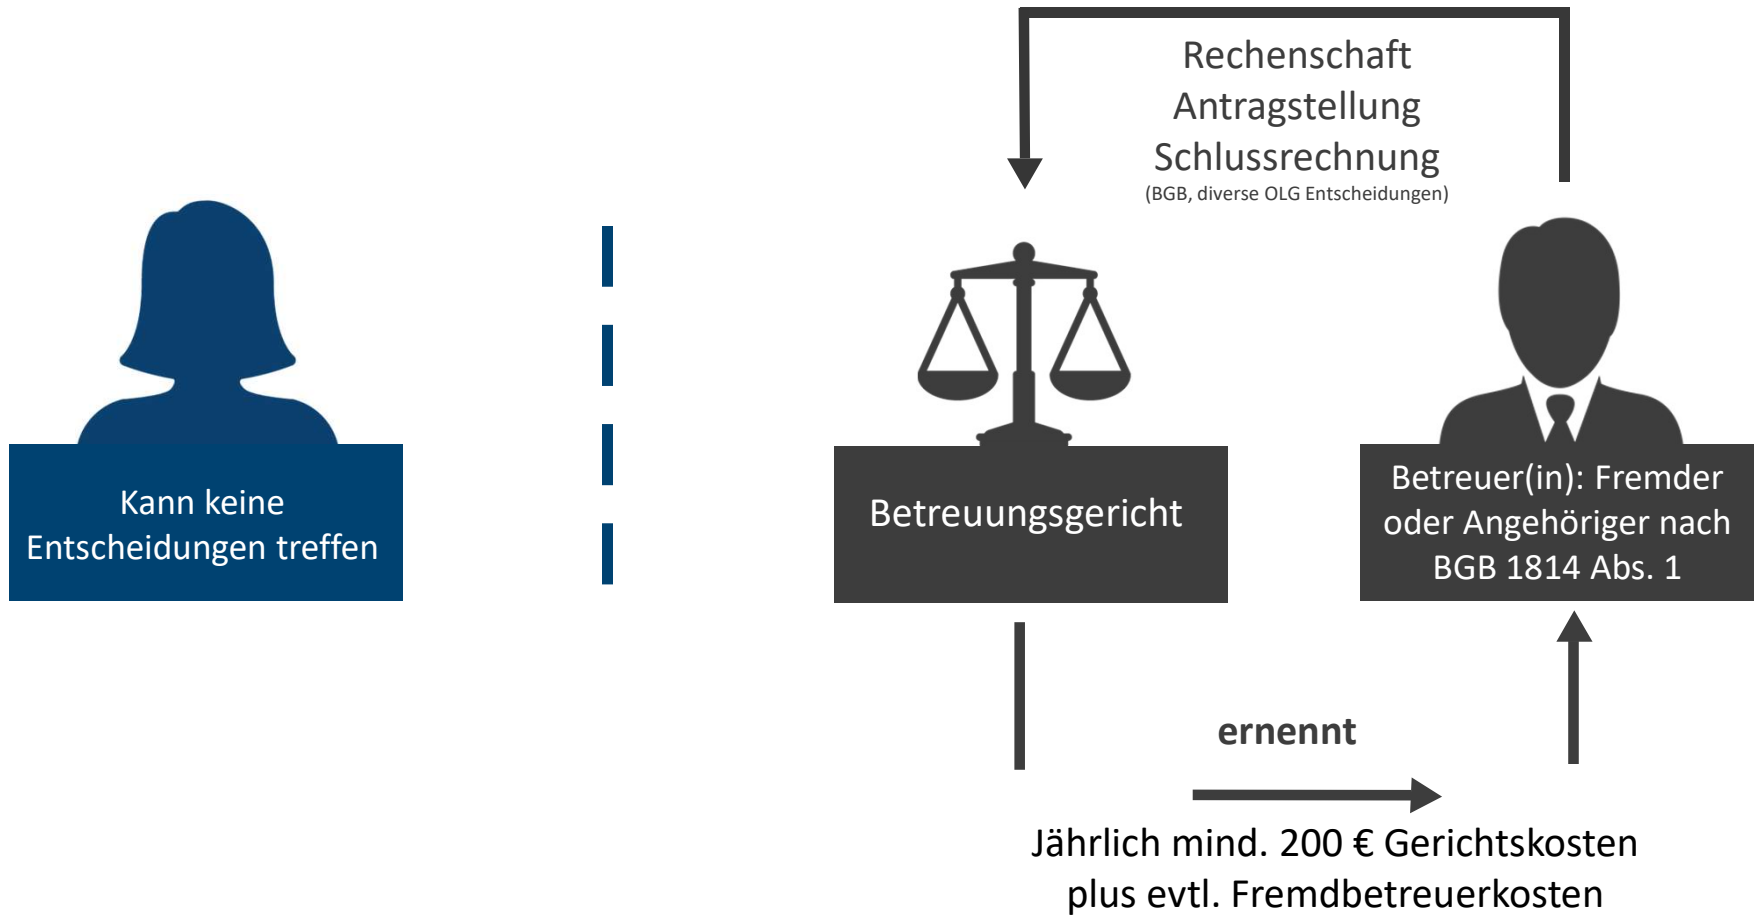 Rechenschaft
Antragstellung
Schlussrechnung
(BGB, diverse OLG Entscheidungen)
Kann keine
Entscheidungen treffen
Betreuungsgericht
Betreuer(in): Fremder
oder Angehöriger nach
BGB 1814 Abs. 1
ernennt
Jährlich mind. 200 € Gerichtskosten
plus evtl. Fremdbetreuerkosten